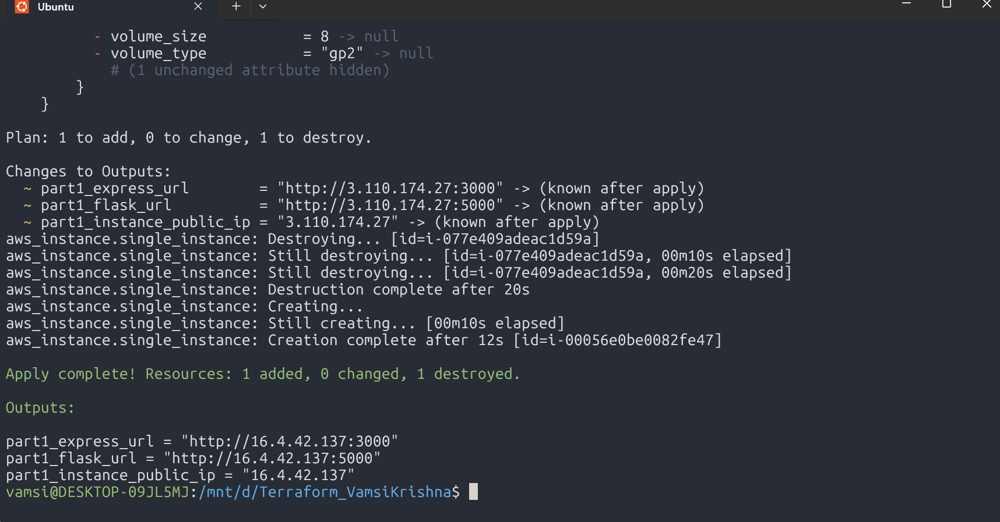 Ubuntu
- volume_size           = 8 -> null
- volume_type           = "gp2" -> null
# (1 unchanged attribute hidden)
}
}
Plan: 1 to add, 0 to change, 1 to destroy.
Changes to Outputs:
~ part1_express_url        = "http://3.110.174.27:3000" -> (known after apply)
~ part1_flask_url          = "http://3.110.174.27:5000" -> (known after apply)
~ part1_instance_public_ip = "3.110.174.27" -> (known after apply)
aws_instance.single_instance: Destroying... [id=i-077e409adeac1d59a]
aws_instance.single_instance: Still destroying... [id=i-077e409adeac1d59a, 00m10s elapsed]
aws_instance.single_instance: Still destroying... [id=i-077e409adeac1d59a, 00m20s elapsed]
aws_instance.single_instance: Destruction complete after 20s
aws_instance.single_instance: Creating...
aws_instance.single_instance: Still creating... [00m10s elapsed]
aws_instance.single_instance: Creation complete after 12s [id=i-00056e0be0082fe47]
Apply complete! Resources: 1 added, 0 changed, 1 destroyed.
Outputs:
part1_express_url = "http://16.4.42.137:3000"
part1_flask_url = "http://16.4.42.137:5000"
part1_instance_public_ip = "16.4.42.137"
vamsi@DESKTOP-09JL5MJ:/mnt/d/Terraform_VamsiKrishna$